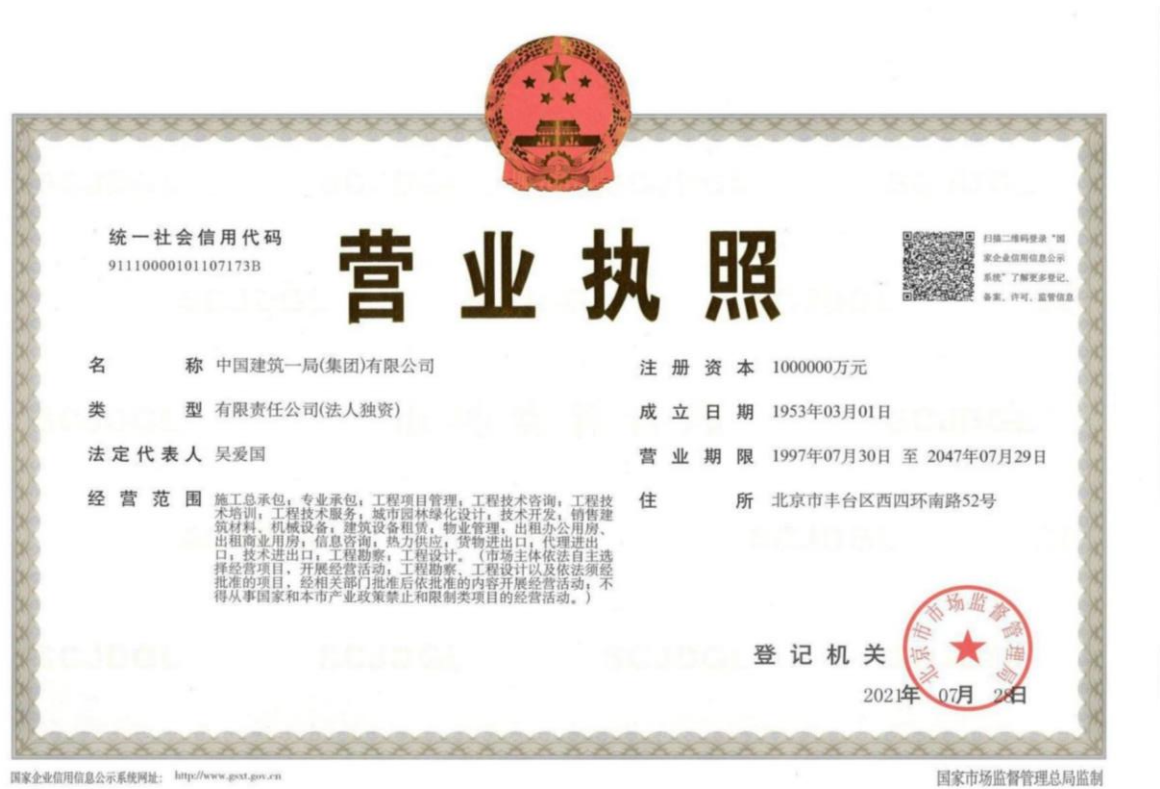 统一社会信用代码
91110000101107173B
营业执照
扫描二维码登录“国
家企业信用信息公示
系统”了解更多登记、
备案、许可、监管信息
名称 中国建筑一局(集团)有限公司
类型 有限责任公司(法人独资)
法定代表人 吴爱国
经营范围 施工总承包；专业承包；工程项目管理；工程技术咨询；工程技
术培训；工程技术服务；城市园林绿化设计；技术开发；销售建
筑材料、机械设备；建筑设备租赁；物业管理；出租办公用房、
出租商业用房；信息咨询；热力供应；货物进出口；代理进出
口；技术进出口；工程勘察；工程设计。（市场主体依法自主选
择经营项目，开展经营活动；工程勘察、工程设计以及依法须经
批准的项目，经相关部门批准后依批准的内容开展经营活动；不
得从事国家和本市产业政策禁止和限制类项目的经营活动。）
注册资本 1000000万元
成立日期 1953年03月01日
营业期限 1997年07月30日 至 2047年07月29日
住所 北京市丰台区西四环南路52号
登记机关
北京市市场监督管理局
2021年 07月 28日
国家企业信用信息公示系统网址： http://www.gsxt.gov.cn
国家市场监督管理总局监制